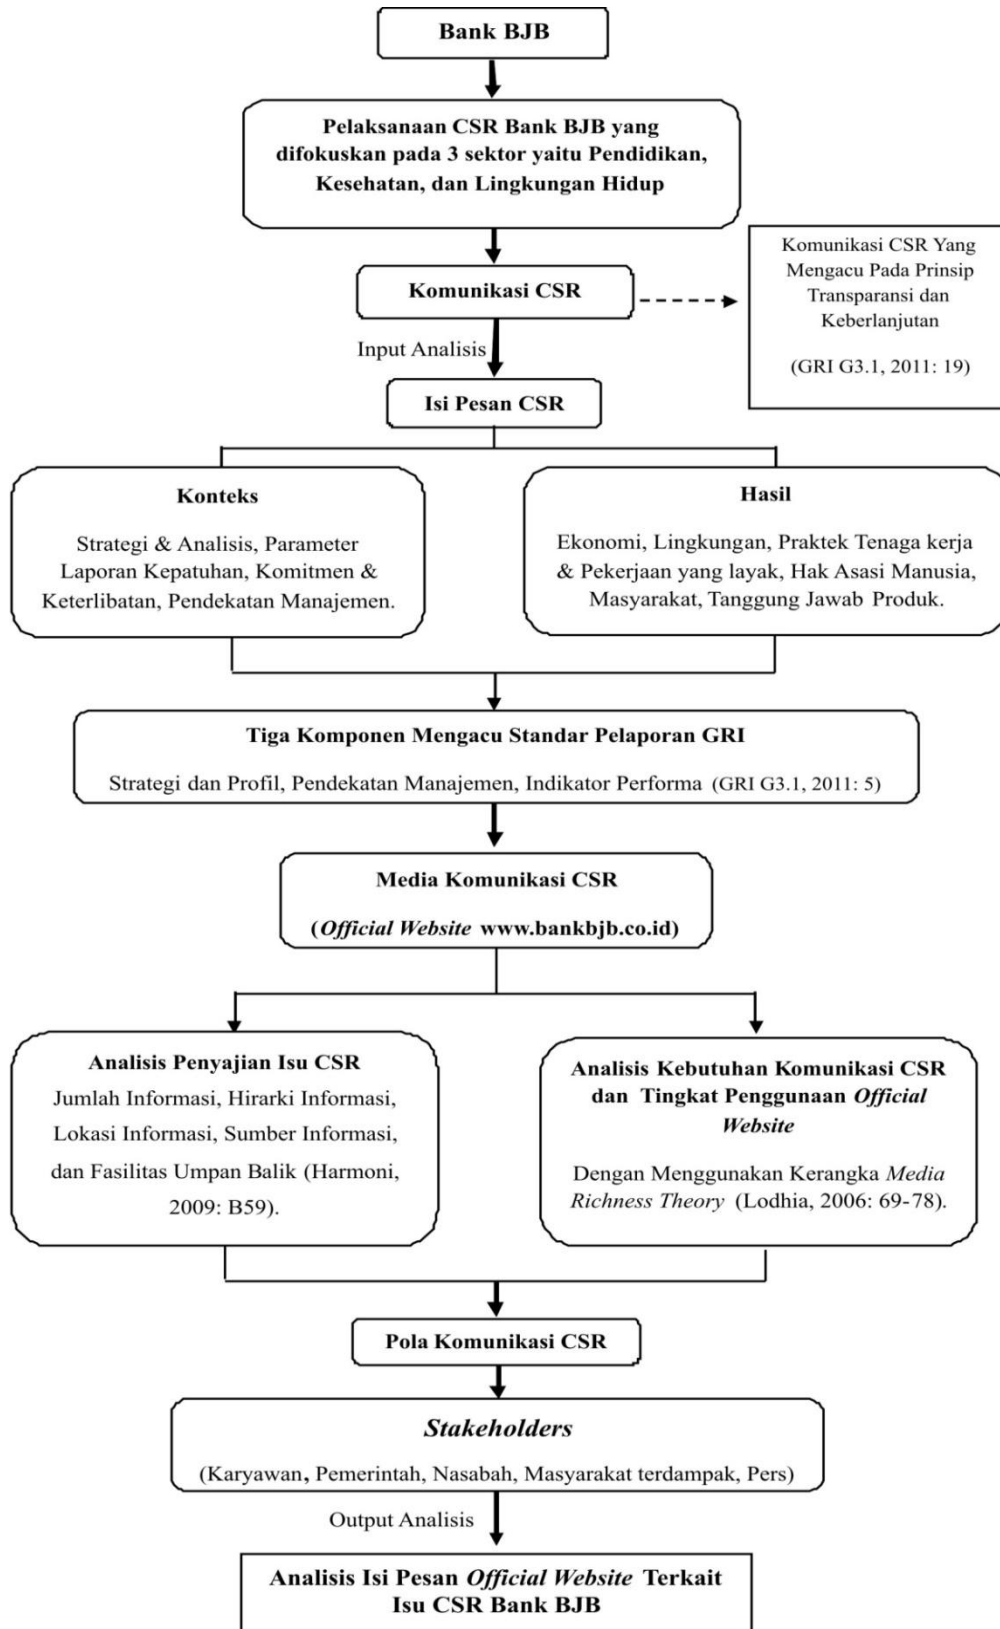 Bank BJB
Pelaksanaan CSR Bank BJB yang
difokuskan pada 3 sektor yaitu Pendidikan,
Kesehatan, dan Lingkungan Hidup
Komunikasi CSR
Komunikasi CSR Yang
Mengacu Pada Prinsip
Transparansi dan
Keberlanjutan
(GRI G3.1, 2011: 19)
Input Analisis
Isi Pesan CSR
Konteks
Strategi & Analisis, Parameter
Laporan Kepatuhan, Komitmen &
Keterlibatan, Pendekatan Manajemen.
Hasil
Ekonomi, Lingkungan, Praktek Tenaga kerja
& Pekerjaan yang layak, Hak Asasi Manusia,
Masyarakat, Tanggung Jawab Produk.
Tiga Komponen Mengacu Standar Pelaporan GRI
Strategi dan Profil, Pendekatan Manajemen, Indikator Performa (GRI G3.1, 2011: 5)
Media Komunikasi CSR
(Official Website www.bankbjb.co.id)
Analisis Penyajian Isu CSR
Jumlah Informasi, Hirarki Informasi,
Lokasi Informasi, Sumber Informasi,
dan Fasilitas Umpan Balik (Harmoni,
2009: B59).
Analisis Kebutuhan Komunikasi CSR
dan Tingkat Penggunaan Official
Website
Dengan Menggunakan Kerangka Media
Richness Theory (Lodhia, 2006: 69-78).
Pola Komunikasi CSR
Stakeholders
(Karyawan, Pemerintah, Nasabah, Masyarakat terdampak, Pers)
Output Analisis
Analisis Isi Pesan Official Website Terkait
Isu CSR Bank BJB